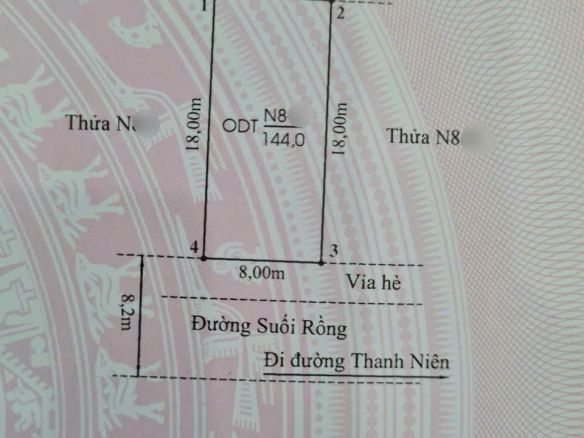 1
2
18,00m
ODT N8
144,0
18,00m
Thửa N
Thửa N8
4
3
8,00m
Vỉa hè
8,2m
Đường Suối Rồng
Đi đường Thanh Niên